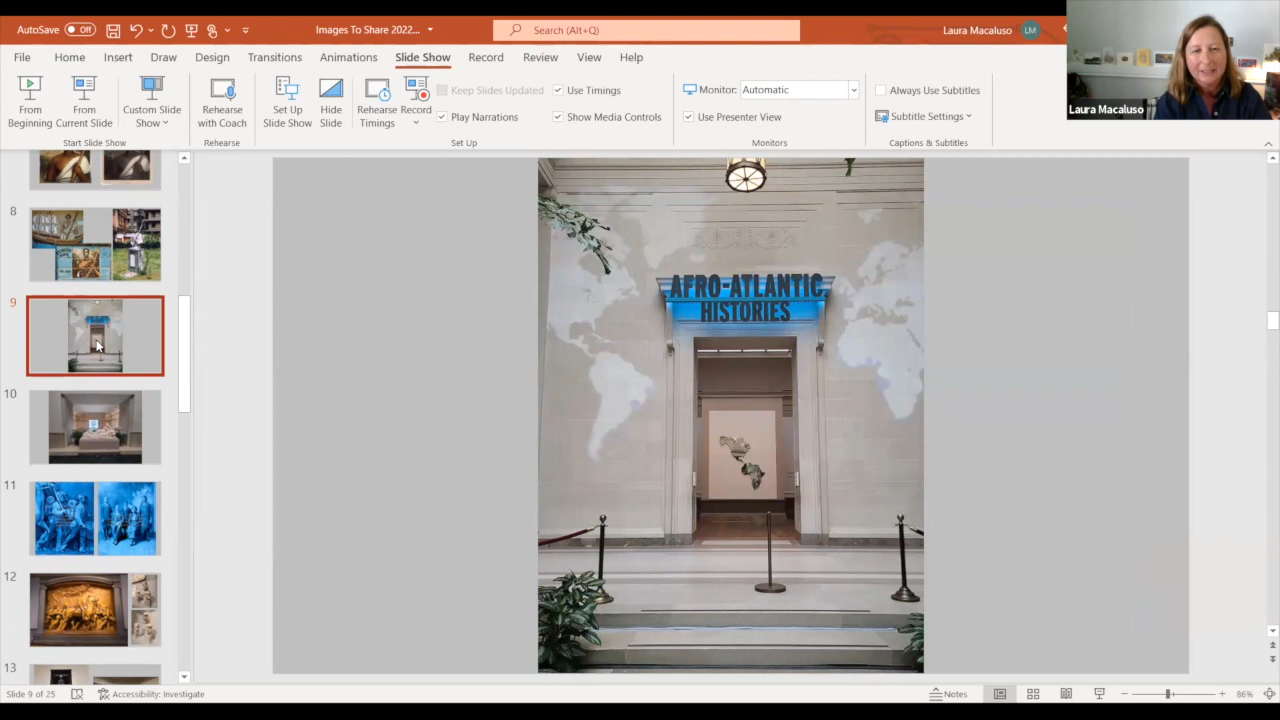 AutoSave Off Images To Share 2022... Search (Alt+Q) Laura Macaluso LM
File Home Insert Draw Design Transitions Animations Slide Show Record Review View Help
From Beginning
From Current Slide
Custom Slide Show
Rehearse with Coach
Set Up Slide Show
Hide Slide
Rehearse Timings
Record
Keep Slides Updated
Use Timings
Play Narrations
Show Media Controls
Monitor: Automatic
Use Presenter View
Always Use Subtitles
Subtitle Settings
Start Slide Show Rehearse Set Up Monitors Captions & Subtitles
Laura Macaluso
8
9
10
11
12
13
AFRO-ATLANTIC
HISTORIES
Slide 9 of 25 Accessibility: Investigate Notes 86%